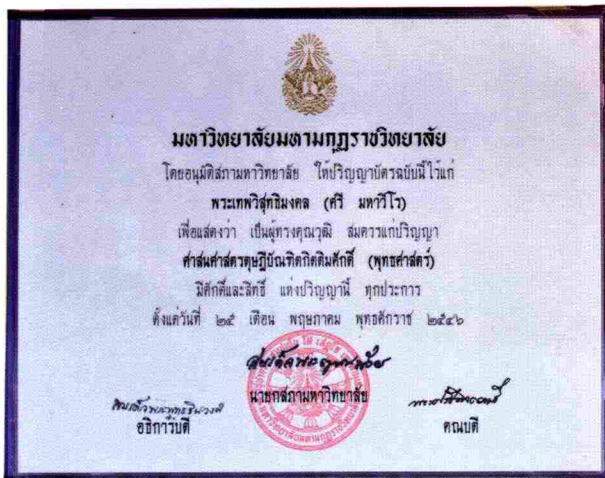 มหาวิทยาลัยมหามกุฏราชวิทยาลัย
โดยอนุมัติสภามหาวิทยาลัย ให้ปริญญาบัตรฉบับนี้ไว้แก่
พระเทพวิสุทธิมงคล (ศรี มหาวีโร)
เพื่อแสดงว่า เป็นผู้ทรงคุณวุฒิ สมควรแก่ปริญญา
ศาสนศาสตรดุษฎีบัณฑิตกิตติมศักดิ์ (พุทธศาสตร์)
มีศักดิ์และสิทธิ์ แห่งปริญญานี้ ทุกประการ
ตั้งแต่วันที่ ๒๕ เดือน พฤษภาคม พุทธศักราช ๒๕๔๖
นายกสภามหาวิทยาลัย
อธิการบดี
คณบดี